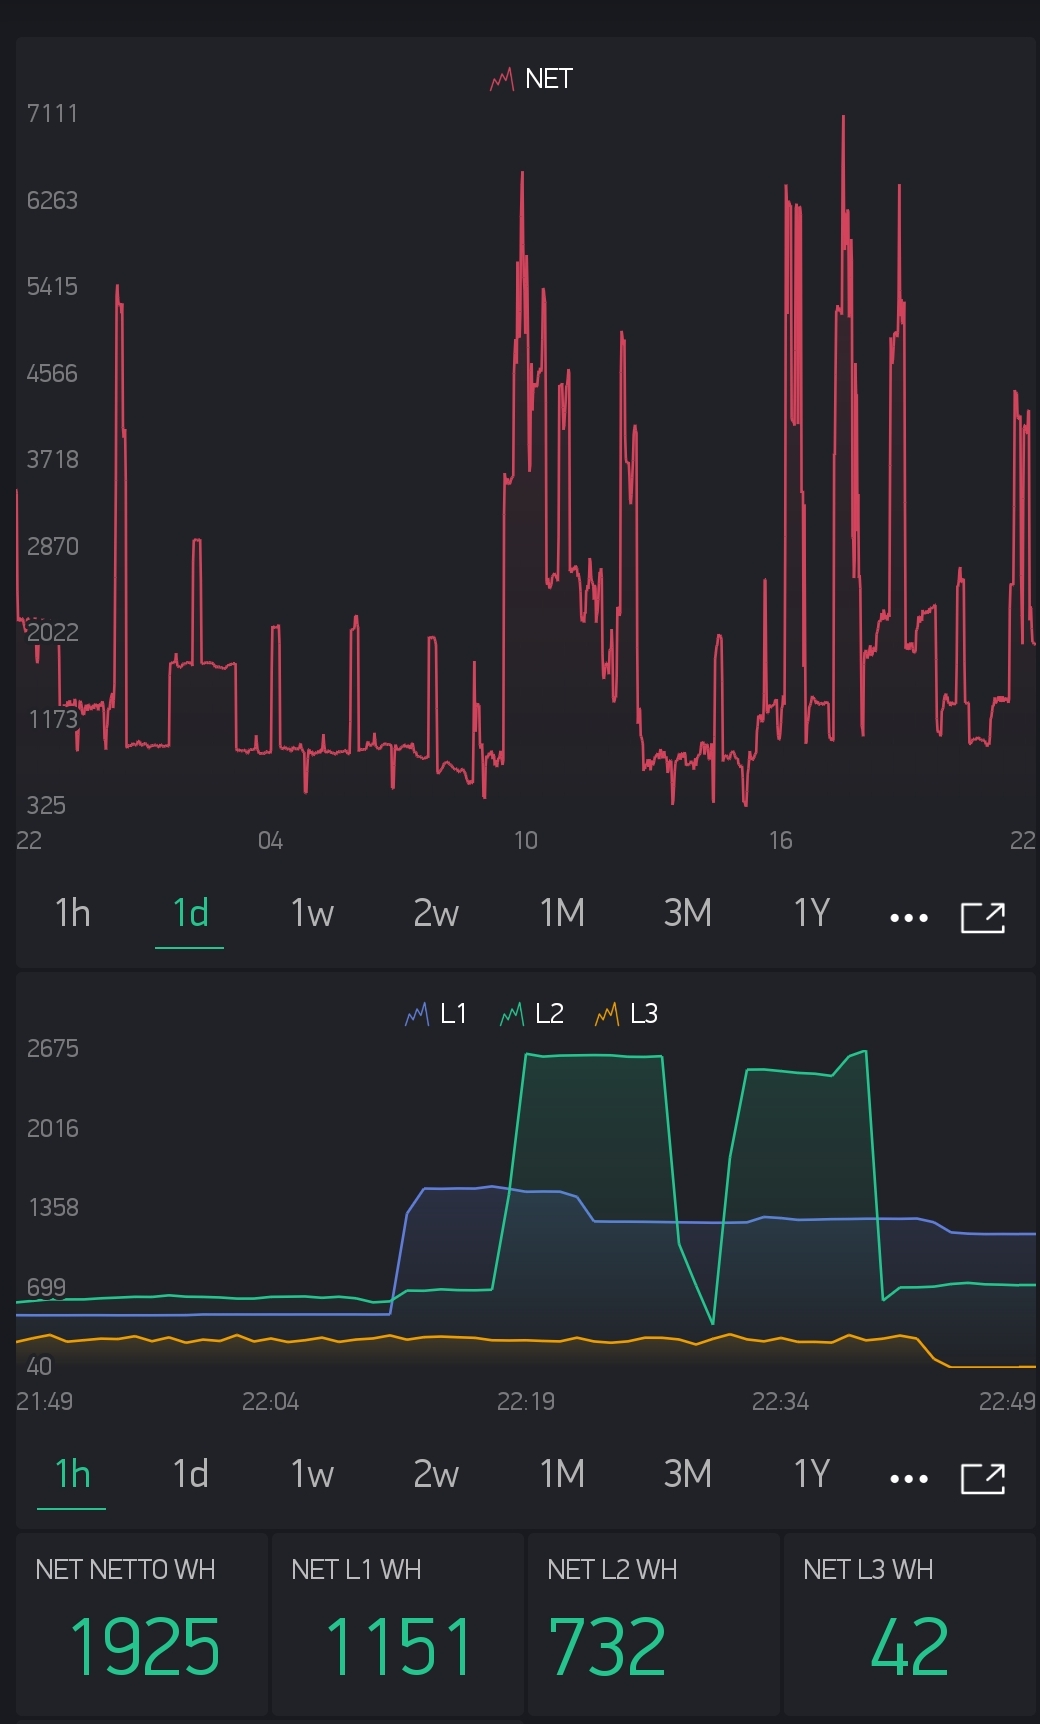 NET
7111
6263
5415
4566
3718
2870
2022
1173
325
22 04 10 16 22
1h 1d 1w 2w 1M 3M 1Y •••
L1 L2 L3
2675
2016
1358
699
40
21:49 22:04 22:19 22:34 22:49
1h 1d 1w 2w 1M 3M 1Y •••
NET NETTO WH NET L1 WH NET L2 WH NET L3 WH
1925 1151 732 42